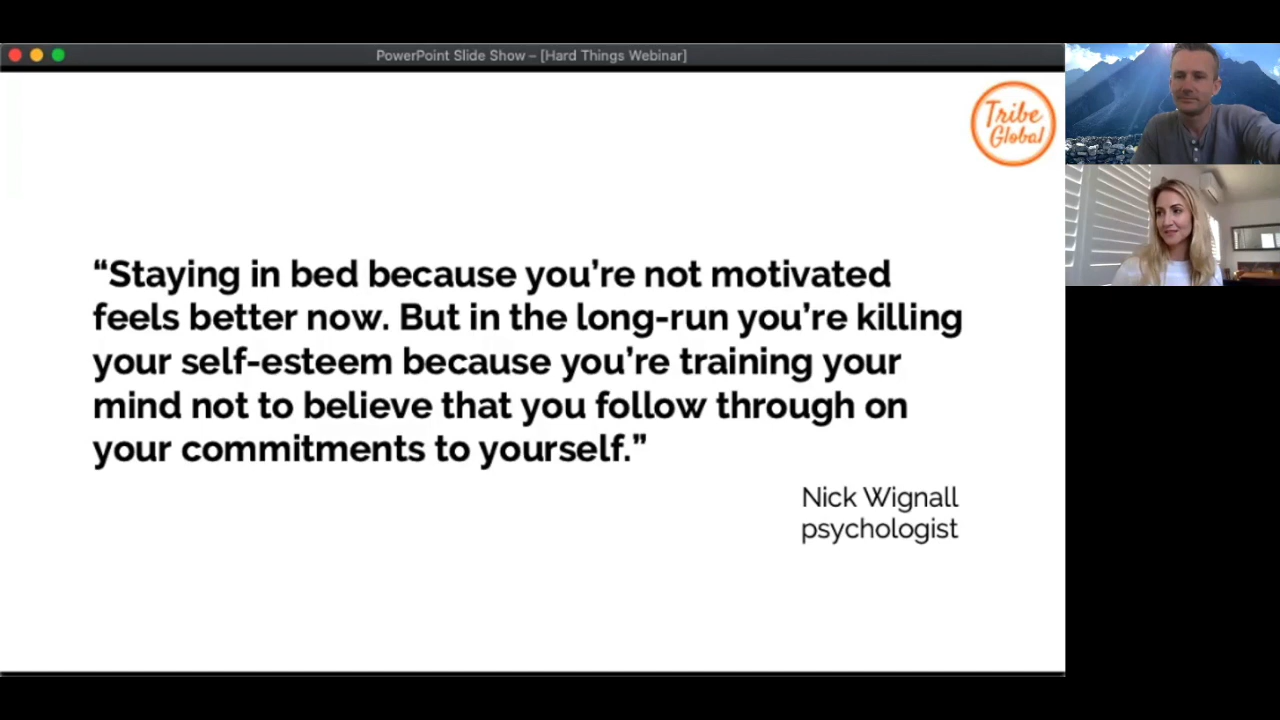 PowerPoint Slide Show – [Hard Things Webinar]
Tribe
Global
“Staying in bed because you’re not motivated
feels better now. But in the long-run you’re killing
your self-esteem because you’re training your
mind not to believe that you follow through on
your commitments to yourself.”
Nick Wignall
psychologist